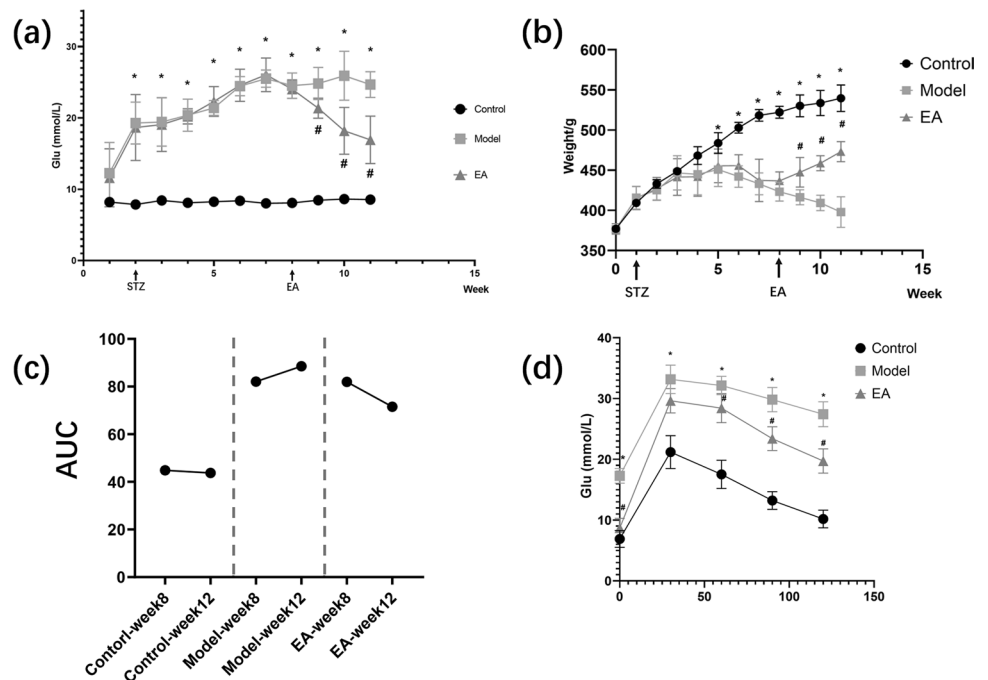 (a)
Glu (mmol/L)
30
20
10
0
0
5
10
15
STZ
EA
Week
* * * * * * * * * *
# # #
Control
Model
EA
(b)
Weight/g
600
550
500
450
400
350
0
5
10
15
STZ
EA
Week
* * * * * * *
# # #
Control
Model
EA
(c)
AUC
100
80
60
40
20
0
Contorl-week8
Control-week12
Model-week8
Model-week12
EA-week8
EA-week12
(d)
Glu (mmol/L)
40
30
20
10
0
0
50
100
150
* * * * *
# # # #
Control
Model
EA